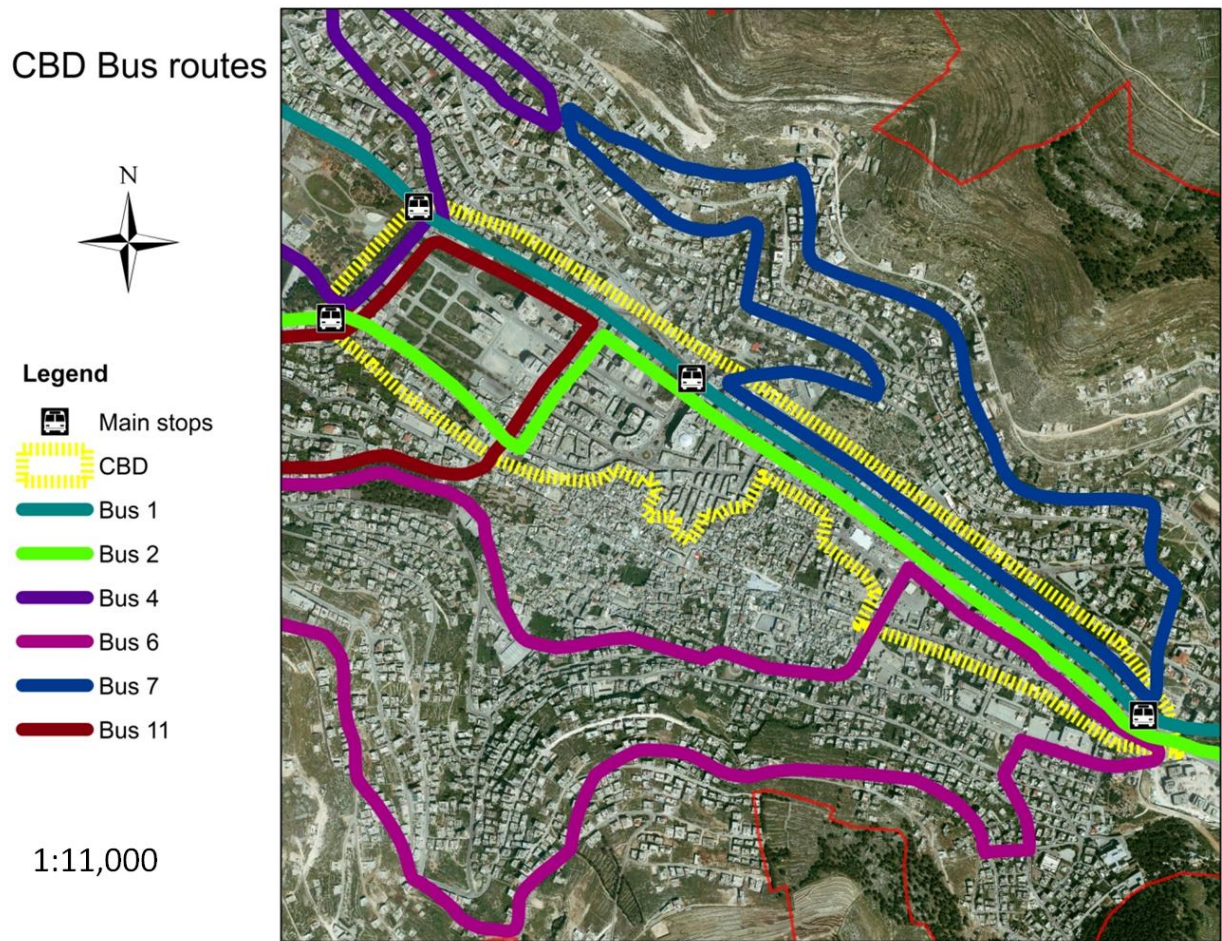 CBD Bus routes
N
Legend
Main stops
CBD
Bus 1
Bus 2
Bus 4
Bus 6
Bus 7
Bus 11
1:11,000